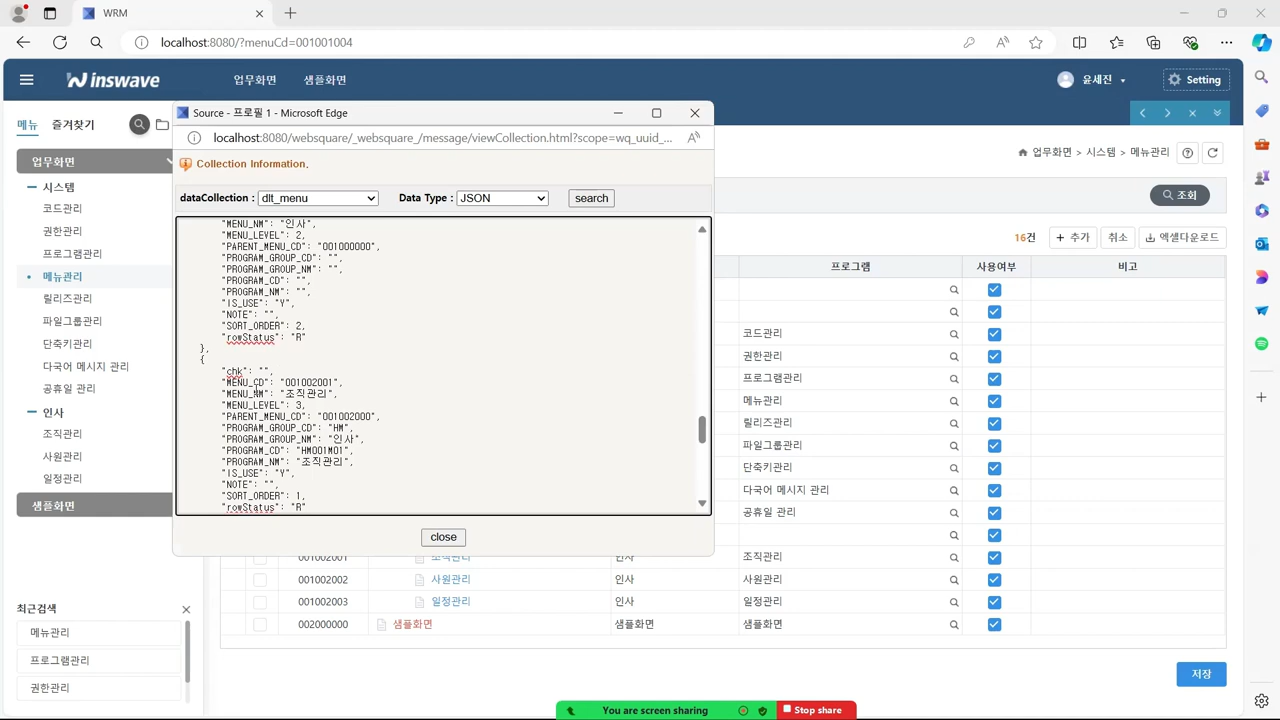 WRM
localhost:8080/?menuCd=001001004
inswave
업무화면
샘플화면
윤세진
Setting
메뉴
즐겨찾기
업무화면
시스템
코드관리
권한관리
프로그램관리
메뉴관리
릴리즈관리
파일그룹관리
단축키관리
다국어 메시지 관리
공휴일 관리
인사
조직관리
사원관리
일정관리
샘플화면
최근검색
메뉴관리
프로그램관리
권한관리
Source - 프로필 1 - Microsoft Edge
localhost:8080/websquare/_websquare_/message/viewCollection.html?scope=wq_uuid_...
Collection Information.
dataCollection : dlt_menu Data Type : JSON search
"MENU_NM": "인사",
"MENU_LEVEL": 2,
"PARENT_MENU_CD": "001000000",
"PROGRAM_GROUP_CD": "",
"PROGRAM_GROUP_NM": "",
"PROGRAM_CD": "",
"PROGRAM_NM": "",
"IS_USE": "Y",
"NOTE": "",
"SORT_ORDER": 2,
"rowStatus": "R"
},
{
"chk": "",
"MENU_CD": "001002001",
"MENU_NM": "조직관리",
"MENU_LEVEL": 3,
"PARENT_MENU_CD": "001002000",
"PROGRAM_GROUP_CD": "HM",
"PROGRAM_GROUP_NM": "인사",
"PROGRAM_CD": "HM001M01",
"PROGRAM_NM": "조직관리",
"IS_USE": "Y",
"NOTE": "",
"SORT_ORDER": 1,
"rowStatus": "R"
close
업무화면 > 시스템 > 메뉴관리
조회
16건 + 추가 취소 엑셀다운로드
프로그램 사용여부 비고
코드관리
권한관리
프로그램관리
메뉴관리
릴리즈관리
파일그룹관리
단축키관리
다국어 메시지 관리
공휴일 관리
001002001 조직관리 인사 조직관리
001002002 사원관리 인사 사원관리
001002003 일정관리 인사 일정관리
002000000 샘플화면 샘플화면 샘플화면
저장
You are screen sharing
Stop share